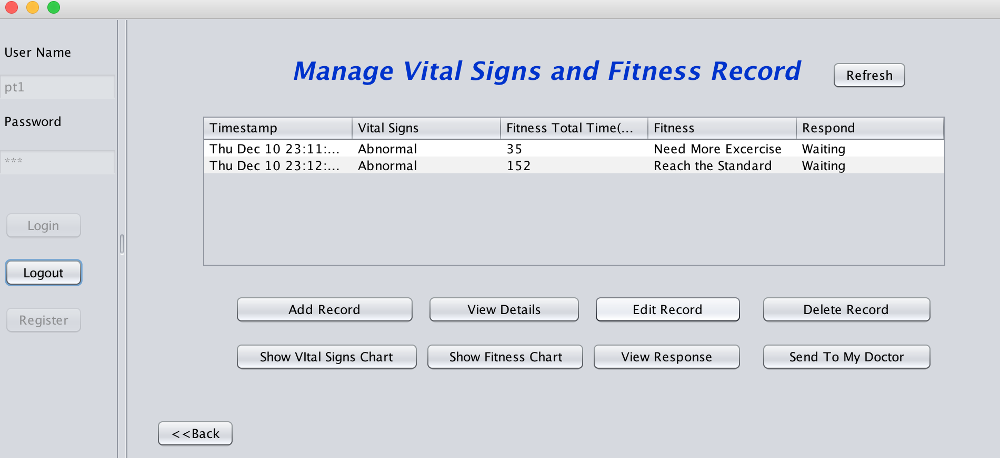 User Name
pt1
Password
***
Login
Logout
Register
Manage Vital Signs and Fitness Record
Refresh
Timestamp Vital Signs Fitness Total Time(... Fitness Respond
Thu Dec 10 23:11:... Abnormal 35 Need More Excercise Waiting
Thu Dec 10 23:12:... Abnormal 152 Reach the Standard Waiting
Add Record View Details Edit Record Delete Record
Show VItal Signs Chart Show Fitness Chart View Response Send To My Doctor
<<Back